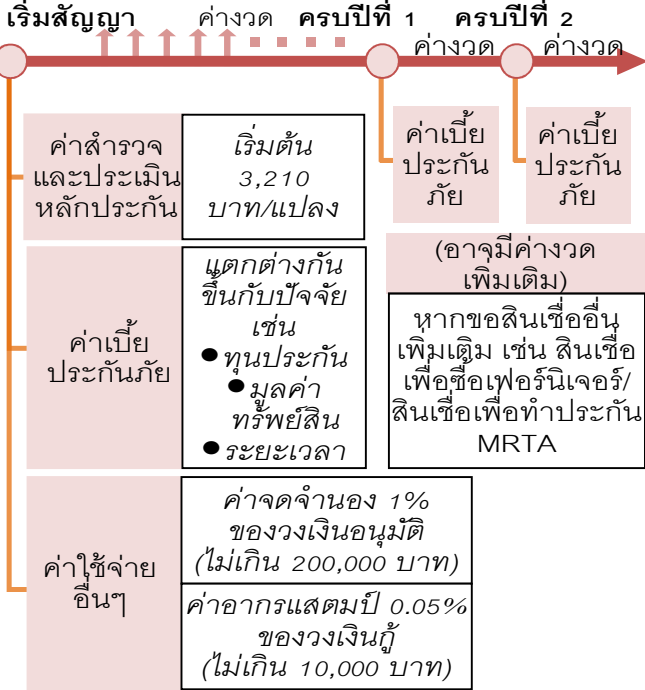 เริ่มสัญญา ค่างวด ครบปีที่ 1 ครบปีที่ 2
ค่างวด ค่างวด
ค่าสำรวจ
และประเมิน
หลักประกัน
เริ่มต้น
3,210
บาท/แปลง
ค่าเบี้ย
ประกัน
ภัย
ค่าเบี้ย
ประกัน
ภัย
ค่าเบี้ย
ประกันภัย
แตกต่างกัน
ขึ้นกับปัจจัย
เช่น
●ทุนประกัน
●มูลค่า
ทรัพย์สิน
●ระยะเวลา
(อาจมีค่างวด
เพิ่มเติม)
หากขอสินเชื่ออื่น
เพิ่มเติม เช่น สินเชื่อ
เพื่อซื้อเฟอร์นิเจอร์/
สินเชื่อเพื่อทำประกัน
MRTA
ค่าใช้จ่าย
อื่นๆ
ค่าจดจำนอง 1%
ของวงเงินอนุมัติ
(ไม่เกิน 200,000 บาท)
ค่าอากรแสตมป์ 0.05%
ของวงเงินกู้
(ไม่เกิน 10,000 บาท)